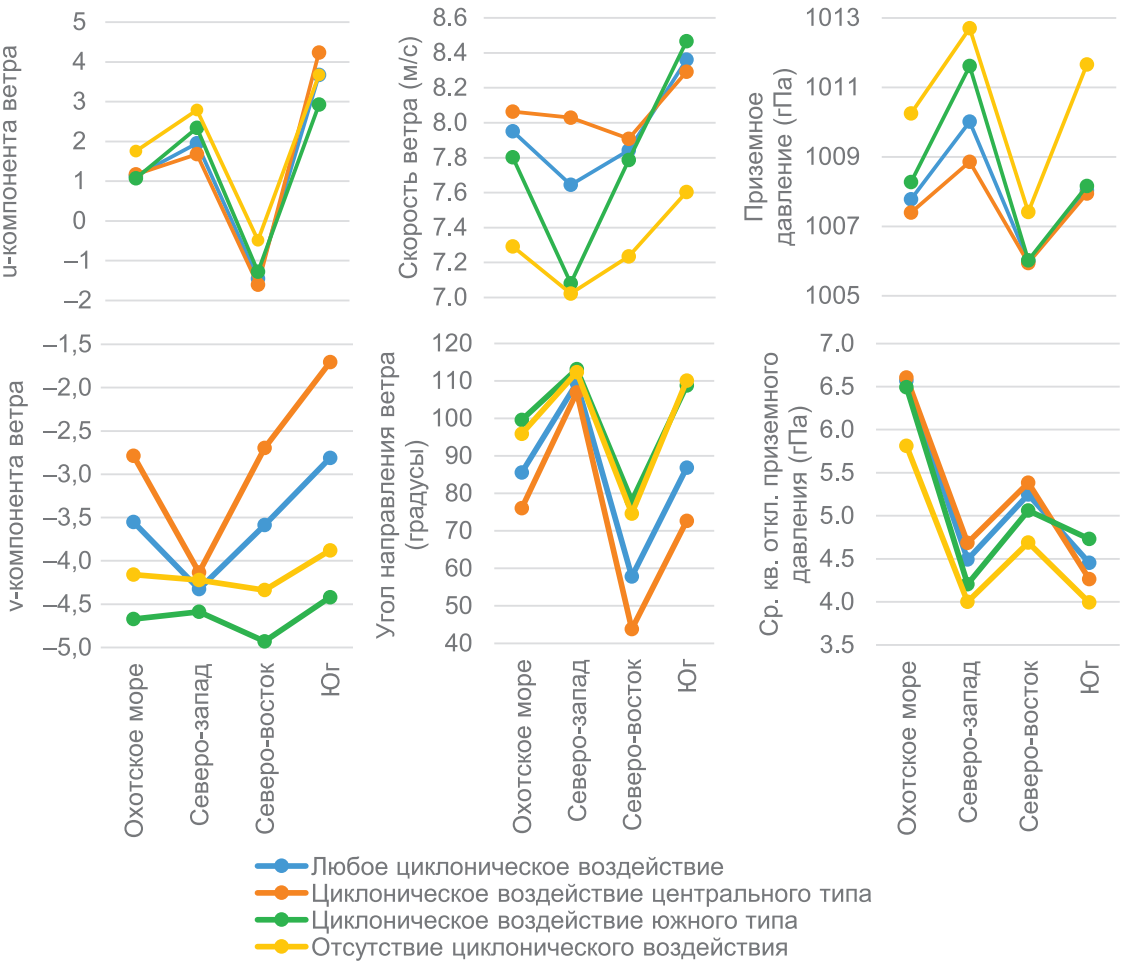 u-компонента ветра
5
4
3
2
1
0
–1
–2
Скорость ветра (м/с)
8.6
8.4
8.2
8.0
7.8
7.6
7.4
7.2
7.0
Приземное
давление (гПа)
1013
1011
1009
1007
1005
v-компонента ветра
–1,5
–2,0
–2,5
–3,0
–3,5
–4,0
–4,5
–5,0
Охотское море
Северо-запад
Северо-восток
Юг
Угол направления ветра
(градусы)
120
110
100
90
80
70
60
50
40
Охотское море
Северо-запад
Северо-восток
Юг
Ср. кв. откл. приземного
давления (гПа)
7.0
6.5
6.0
5.5
5.0
4.5
4.0
3.5
Охотское море
Северо-запад
Северо-восток
Юг
Любое циклоническое воздействие
Циклоническое воздействие центрального типа
Циклоническое воздействие южного типа
Отсутствие циклонического воздействия